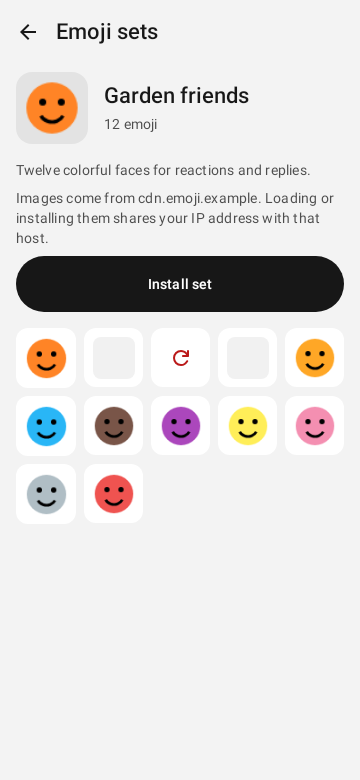 Emoji sets
Garden friends
12 emoji
Twelve colorful faces for reactions and replies.
Images come from cdn.emoji.example. Loading or
installing them shares your IP address with that
host.
Install set